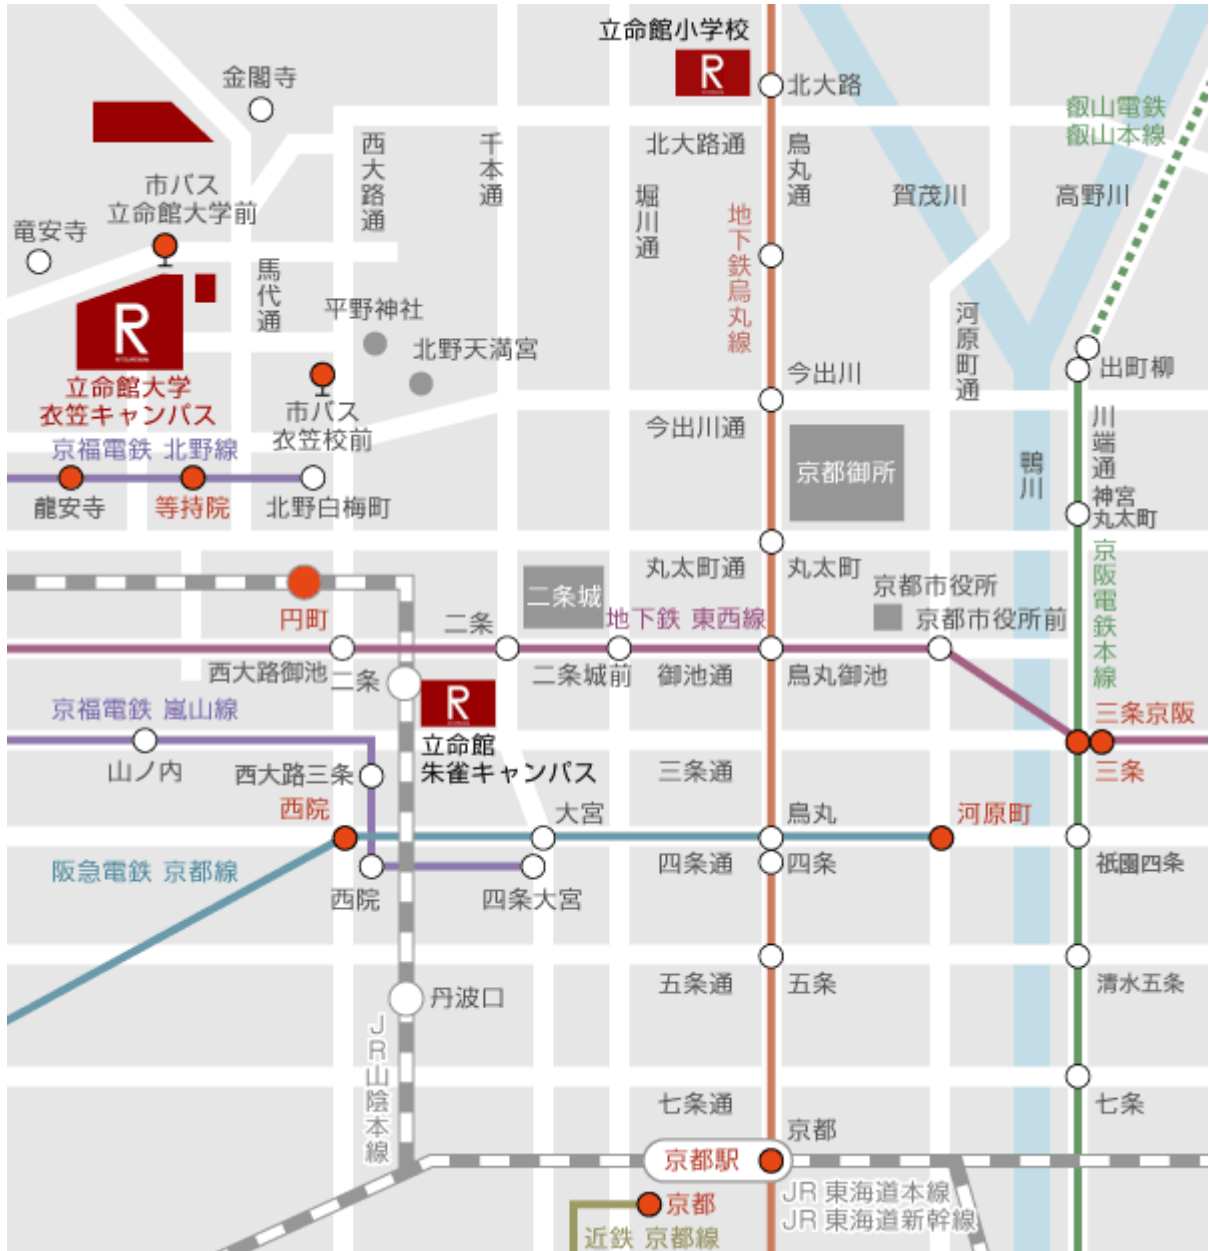 立命館小学校
R
金閣寺
北大路
叡山電鉄
叡山本線
西大路通
千本通
北大路通
烏丸通
市バス
立命館大学前
堀川通
賀茂川
高野川
竜安寺
地下鉄烏丸線
馬代通
R
平野神社
河原町通
北野天満宮
今出川
出町柳
立命館大学
衣笠キャンパス
市バス
衣笠校前
今出川通
川端通
京福電鉄 北野線
京都御所
鴨川
龍安寺
等持院
北野白梅町
神宮
丸太町
京阪電鉄本線
丸太町通
丸太町
京都市役所
二条城
円町
二条
地下鉄 東西線
京都市役所前
西大路御池
二条
二条城前
御池通
烏丸御池
R
京福電鉄 嵐山線
三条京阪
立命館
朱雀キャンパス
山ノ内
西大路三条
三条通
三条
西院
大宮
烏丸
河原町
阪急電鉄 京都線
四条通
四条
祇園四条
西院
四条大宮
五条通
五条
清水五条
丹波口
JR山陰本線
七条通
七条
京都
京都駅
JR 東海道本線
JR 東海道新幹線
京都
近鉄 京都線